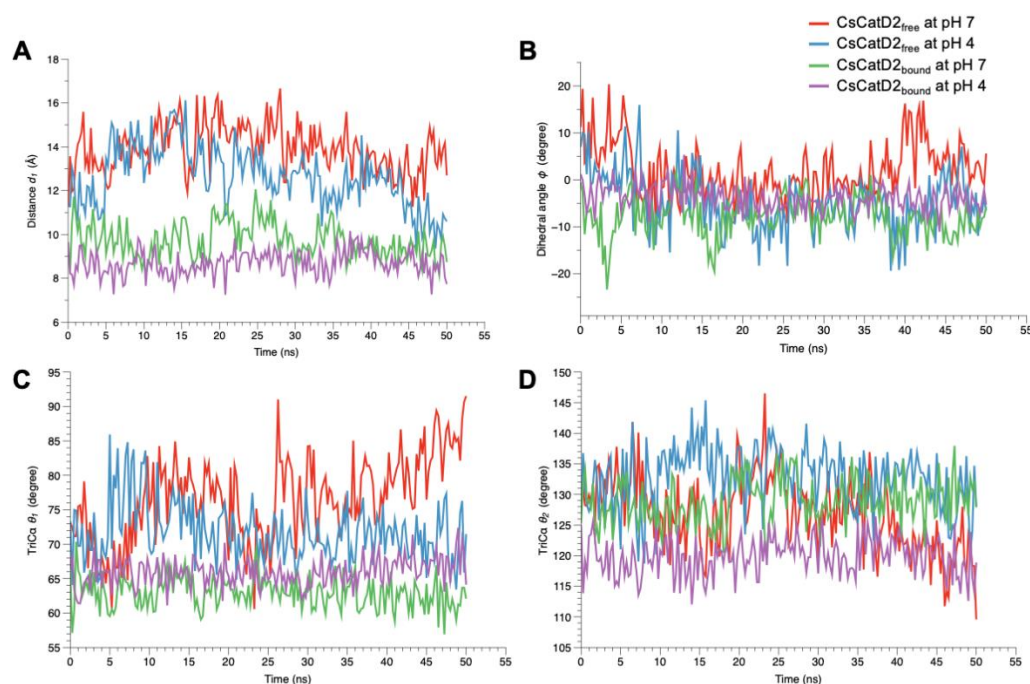 CsCatD2free at pH 7
CsCatD2free at pH 4
CsCatD2bound at pH 7
CsCatD2bound at pH 4
A
18
16
14
12
10
8
6
Distance d1 (Å)
0 5 10 15 20 25 30 35 40 45 50 55
Time (ns)
B
20
10
0
−10
−20
Dihedral angle ϕ (degree)
0 5 10 15 20 25 30 35 40 45 50 55
Time (ns)
C
95
90
85
80
75
70
65
60
55
TriCα θ1 (degree)
0 5 10 15 20 25 30 35 40 45 50 55
Time (ns)
D
150
145
140
135
130
125
120
115
110
105
TriCα θ2 (degree)
0 5 10 15 20 25 30 35 40 45 50 55
Time (ns)